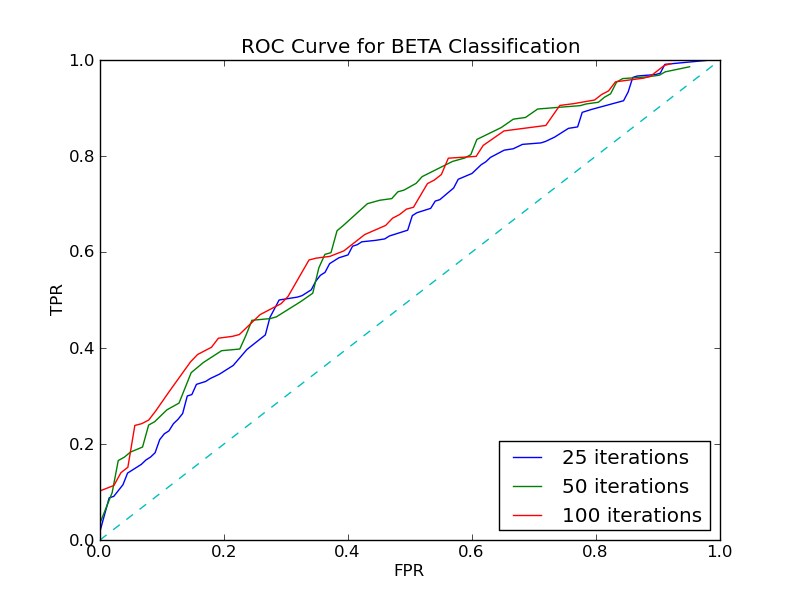 ROC Curve for BETA Classification
1.0
0.8
0.6
0.4
0.2
0.0
TPR
0.0 0.2 0.4 0.6 0.8 1.0
FPR
25 iterations
50 iterations
100 iterations